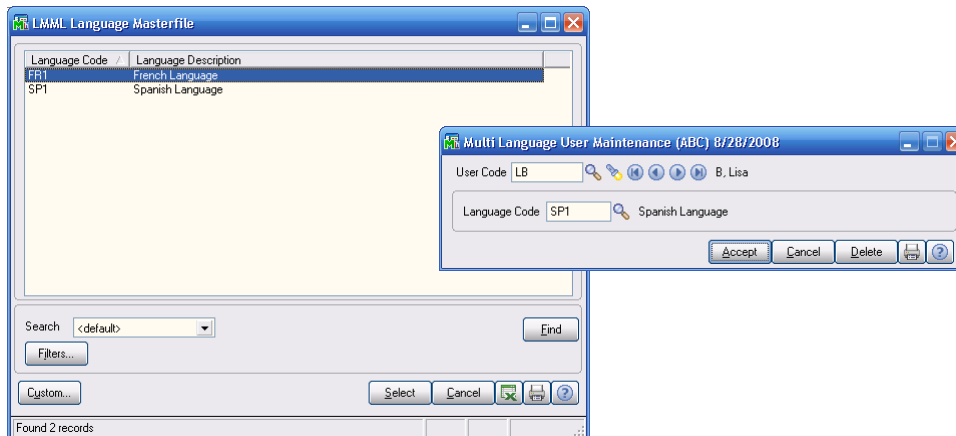 LMML Language Masterfile
Language Code Language Description
FR1 French Language
SP1 Spanish Language
Search <default> Find
Filters...
Custom... Select Cancel
Found 2 records
Multi Language User Maintenance (ABC) 8/28/2008
User Code LB B, Lisa
Language Code SP1 Spanish Language
Accept Cancel Delete